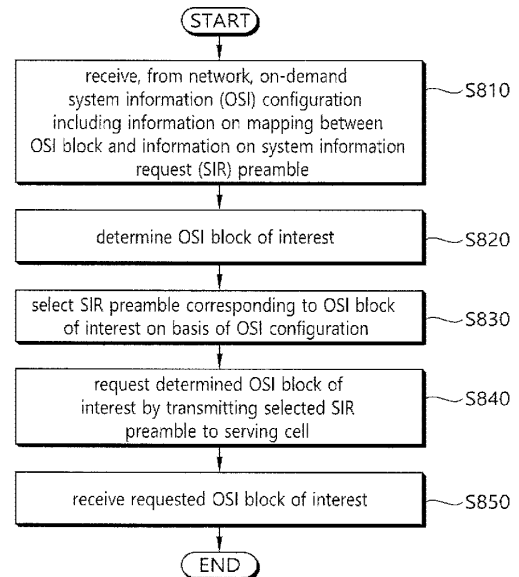 START
receive, from network, on-demand
system information (OSI) configuration
including information on mapping between
OSI block and information on system information
request (SIR) preamble
S810
determine OSI block of interest
S820
select SIR preamble corresponding to OSI block
of interest on basis of OSI configuration
S830
request determined OSI block of
interest by transmitting selected SIR
preamble to serving cell
S840
receive requested OSI block of interest
S850
END